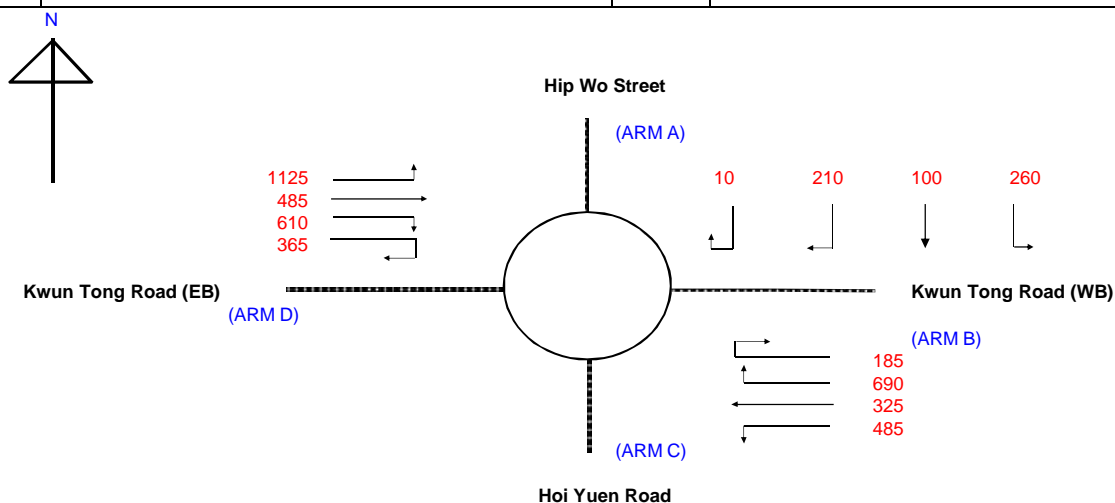 N
Hip Wo Street
(ARM A)
1125
485
610
365
10 210 100 260
Kwun Tong Road (EB)
(ARM D)
Kwun Tong Road (WB)
(ARM B)
185
690
325
485
(ARM C)
Hoi Yuen Road